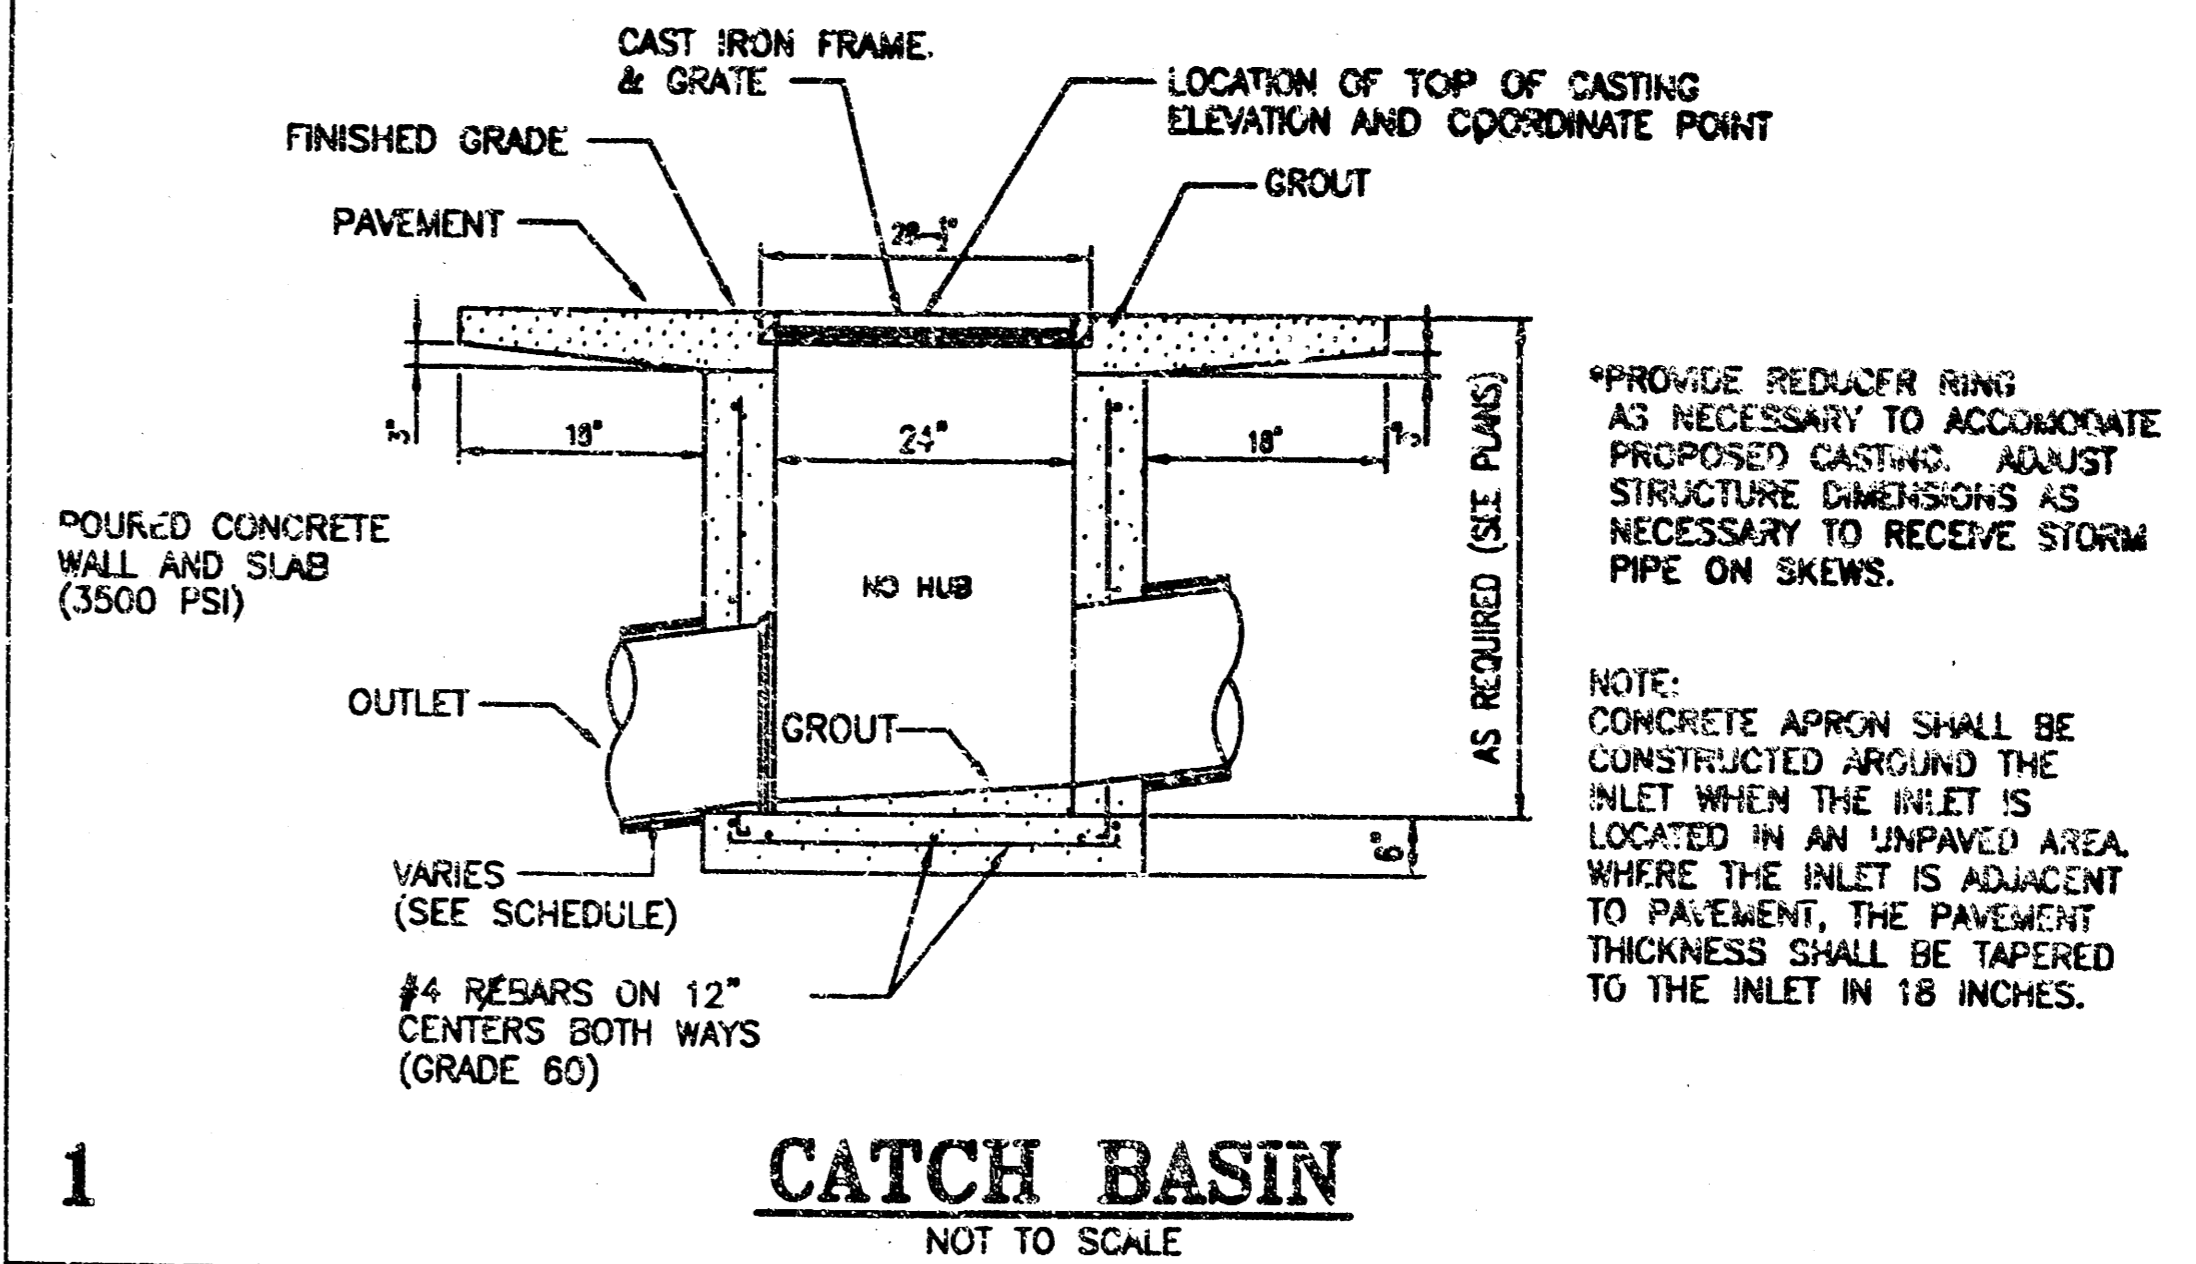 CAST IRON FRAME.
& GRATE
LOCATION OF TOP OF CASTING
ELEVATION AND COORDINATE POINT
FINISHED GRADE
GROUT
PAVEMENT
3"
18"
24"
18"
*PROVIDE REDUCER RING
AS NECESSARY TO ACCOMODATE
PROPOSED CASTING. ADJUST
STRUCTURE DIMENSIONS AS
NECESSARY TO RECEIVE STORM
PIPE ON SKEWS.
AS REQUIRED (SEE PLANS)
POURED CONCRETE
WALL AND SLAB
(3500 PSI)
NO HUB
OUTLET
GROUT
NOTE:
CONCRETE APRON SHALL BE
CONSTRUCTED AROUND THE
INLET WHEN THE INLET IS
LOCATED IN AN UNPAVED AREA.
WHERE THE INLET IS ADJACENT
TO PAVEMENT, THE PAVEMENT
THICKNESS SHALL BE TAPERED
TO THE INLET IN 18 INCHES.
6"
VARIES
(SEE SCHEDULE)
#4 REBARS ON 12"
CENTERS BOTH WAYS
(GRADE 60)
1
CATCH BASIN
NOT TO SCALE